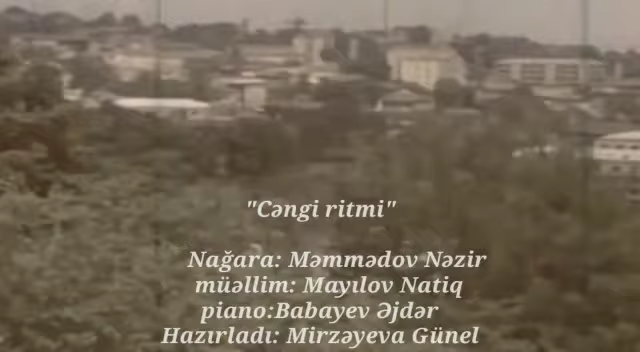 "Cəngi ritmi"
Nağara: Məmmədov Nəzir
müəllim: Mayılov Natiq
piano:Babayev Əjdər
Hazırladı: Mirzəyeva Günel